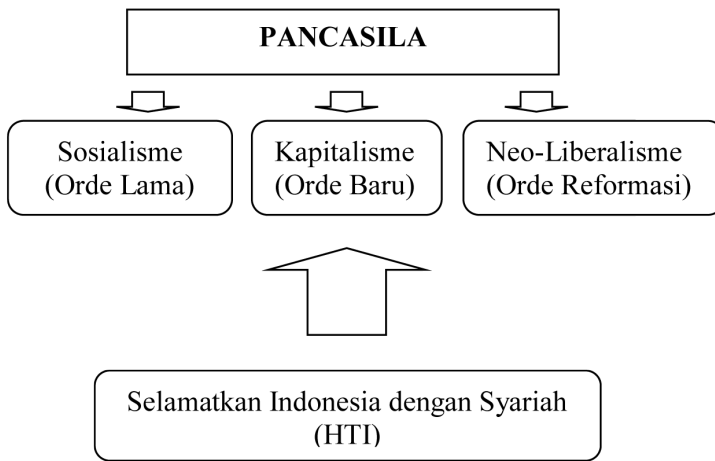 PANCASILA
Sosialisme
(Orde Lama)
Kapitalisme
(Orde Baru)
Neo-Liberalisme
(Orde Reformasi)
Selamatkan Indonesia dengan Syariah
(HTI)